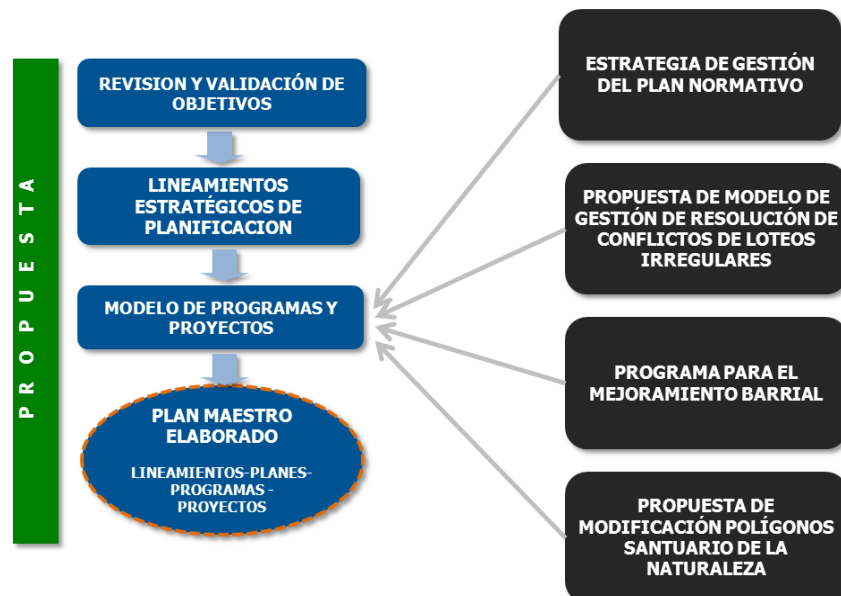 PROPUESTA
REVISION Y VALIDACIÓN DE
OBJETIVOS
LINEAMIENTOS
ESTRATÉGICOS DE
PLANIFICACION
MODELO DE PROGRAMAS Y
PROYECTOS
PLAN MAESTRO
ELABORADO
LINEAMIENTOS-PLANES-
PROGRAMAS -
PROYECTOS
ESTRATEGIA DE GESTIÓN
DEL PLAN NORMATIVO
PROPUESTA DE MODELO DE
GESTIÓN DE RESOLUCIÓN DE
CONFLICTOS DE LOTEOS
IRREGULARES
PROGRAMA PARA EL
MEJORAMIENTO BARRIAL
PROPUESTA DE
MODIFICACIÓN POLÍGONOS
SANTUARIO DE LA
NATURALEZA